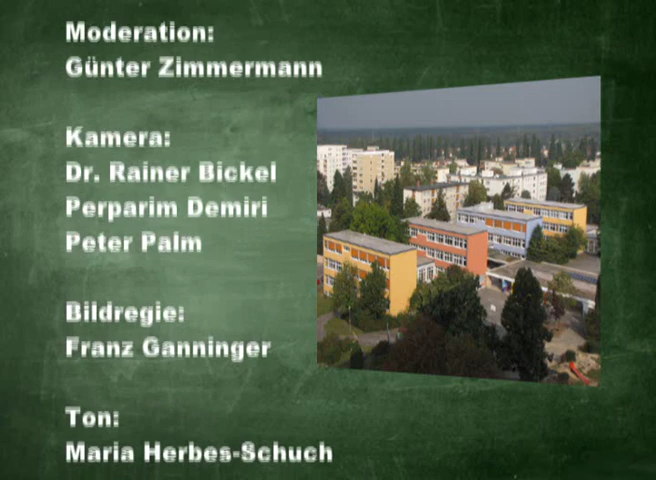 Moderation:
Günter Zimmermann
Kamera:
Dr. Rainer Bickel
Perparim Demiri
Peter Palm
Bildregie:
Franz Ganninger
Ton:
Maria Herbes-Schuch